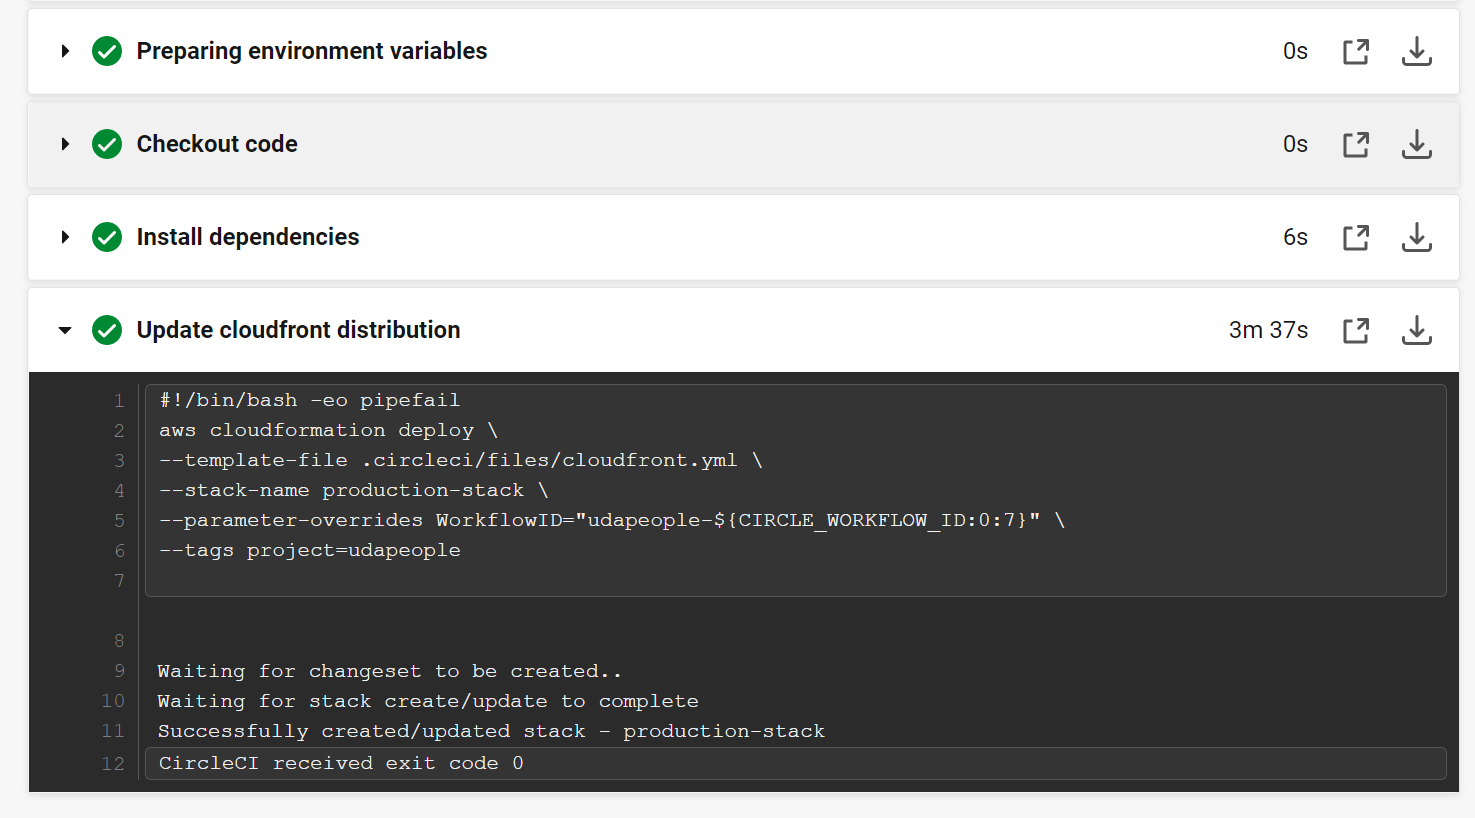 Preparing environment variables 0s
Checkout code 0s
Install dependencies 6s
Update cloudfront distribution 3m 37s
1 #!/bin/bash -eo pipefail
2 aws cloudformation deploy \
3 --template-file .circleci/files/cloudfront.yml \
4 --stack-name production-stack \
5 --parameter-overrides WorkflowID="udapeople-${CIRCLE_WORKFLOW_ID:0:7}" \
6 --tags project=udapeople
7
8
9 Waiting for changeset to be created..
10 Waiting for stack create/update to complete
11 Successfully created/updated stack - production-stack
12 CircleCI received exit code 0